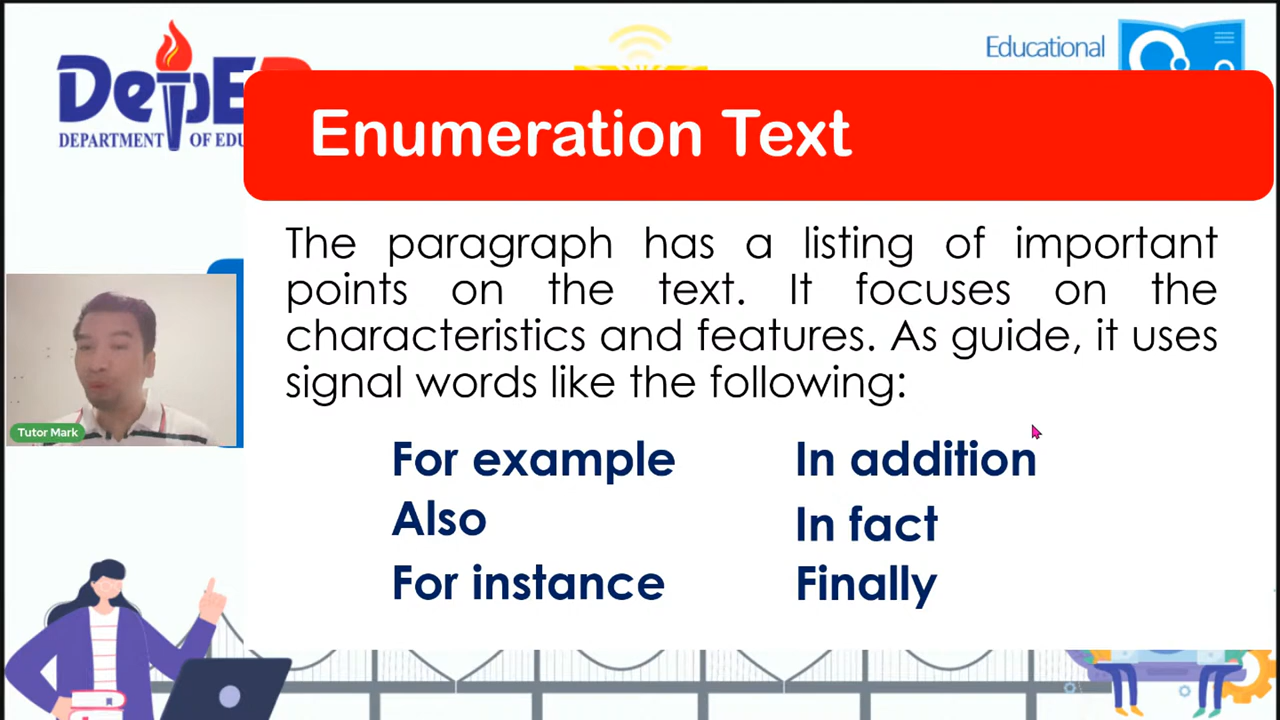 Educational
DepE
DEPARTMENT OF EDU
Enumeration Text
The paragraph has a listing of important
points on the text. It focuses on the
characteristics and features. As guide, it uses
signal words like the following:
Tutor Mark
For example
Also
For instance
In addition
In fact
Finally